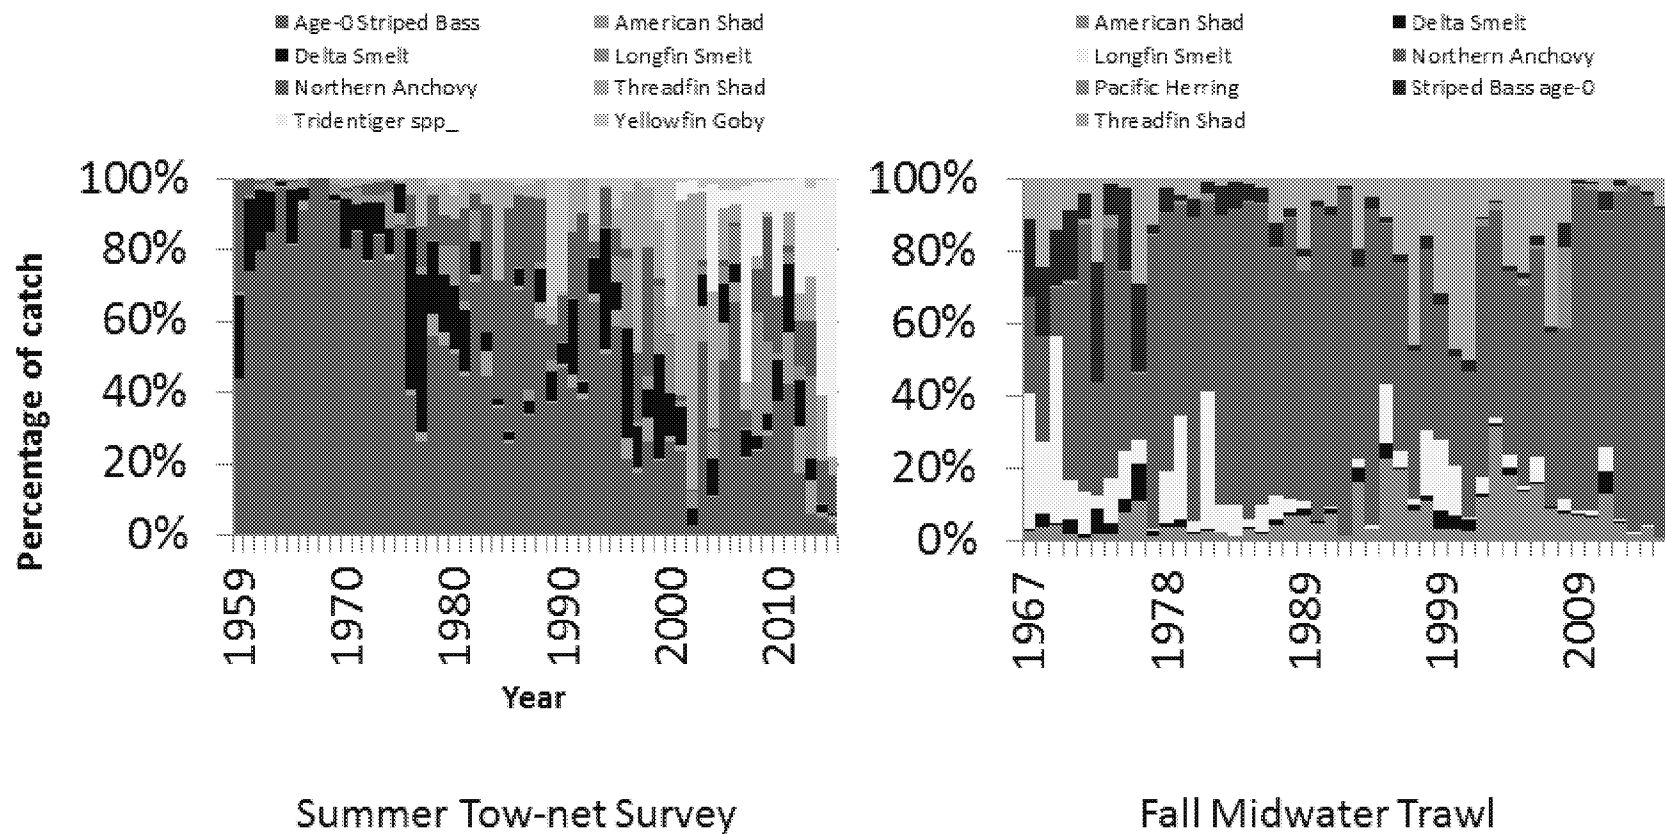 Age-0 Striped Bass American Shad
Delta Smelt Longfin Smelt
Northern Anchovy Threadfin Shad
Tridentiger spp_ Yellowfin Goby
American Shad Delta Smelt
Longfin Smelt Northern Anchovy
Pacific Herring Striped Bass age-0
Threadfin Shad
Percentage of catch
100%
80%
60%
40%
20%
0%
1959 1970 1980 1990 2000 2010
Year
100%
80%
60%
40%
20%
0%
1967 1978 1989 1999 2009
Summer Tow-net Survey
Fall Midwater Trawl